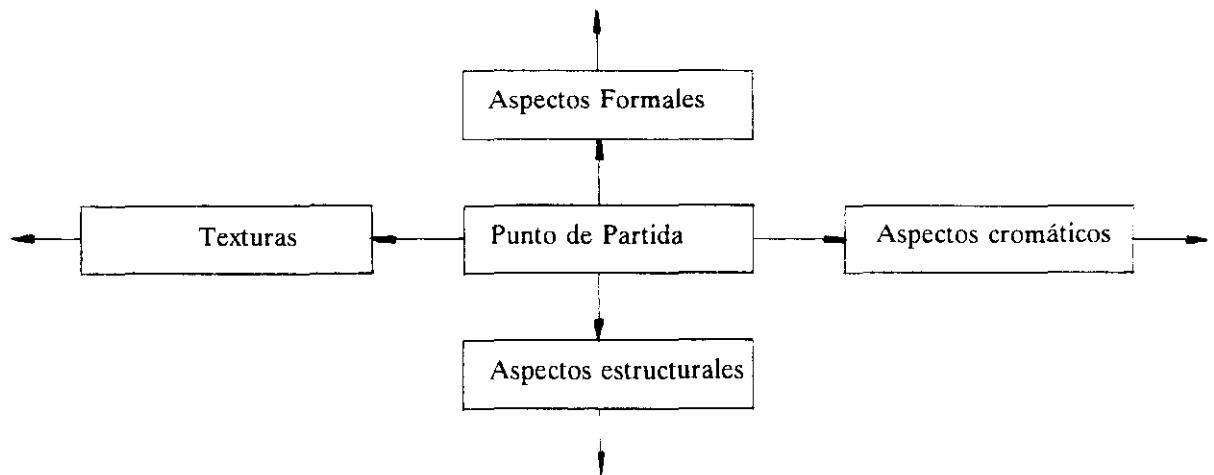 Aspectos Formales
Texturas
Punto de Partida
Aspectos cromáticos
Aspectos estructurales